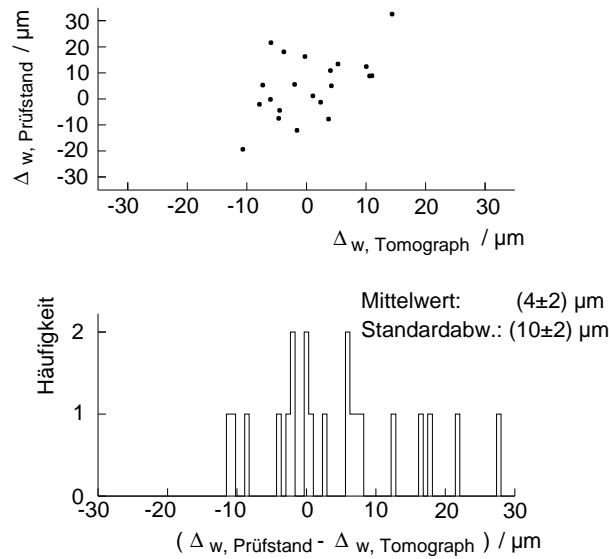 Δ w, Prüfstand / µm
30
20
10
0
-10
-20
-30
-30 -20 -10 0 10 20 30
Δ w, Tomograph / µm
Mittelwert: (4±2) µm
Standardabw.: (10±2) µm
Häufigkeit
2
1
0
-30 -20 -10 0 10 20 30
( Δ w, Prüfstand - Δ w, Tomograph ) / µm